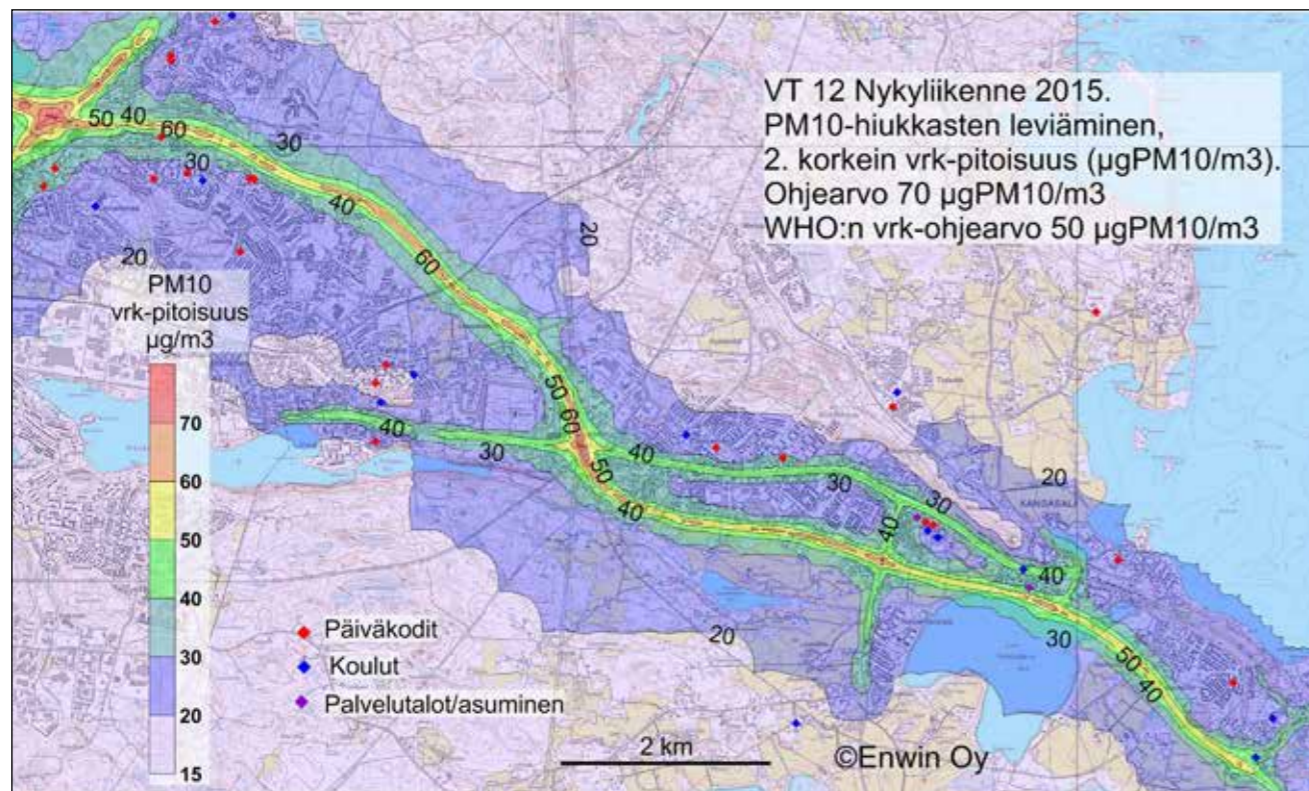 VT 12 Nykyliikenne 2015.
PM10-hiukkasten leviäminen,
2. korkein vrk-pitoisuus (µgPM10/m3).
Ohjearvo 70 µgPM10/m3
WHO:n vrk-ohjearvo 50 µgPM10/m3
50 40 60 30
30
40
20
60
20
PM10
vrk-pitoisuus
µg/m3
70
60
50
40
30
20
15
50
60
40
30
40
50
40
30
30
20
KANGASALA
40
40
20
30
50
40
Päiväkodit
Koulut
Palvelutalot/asuminen
2 km
©Enwin Oy